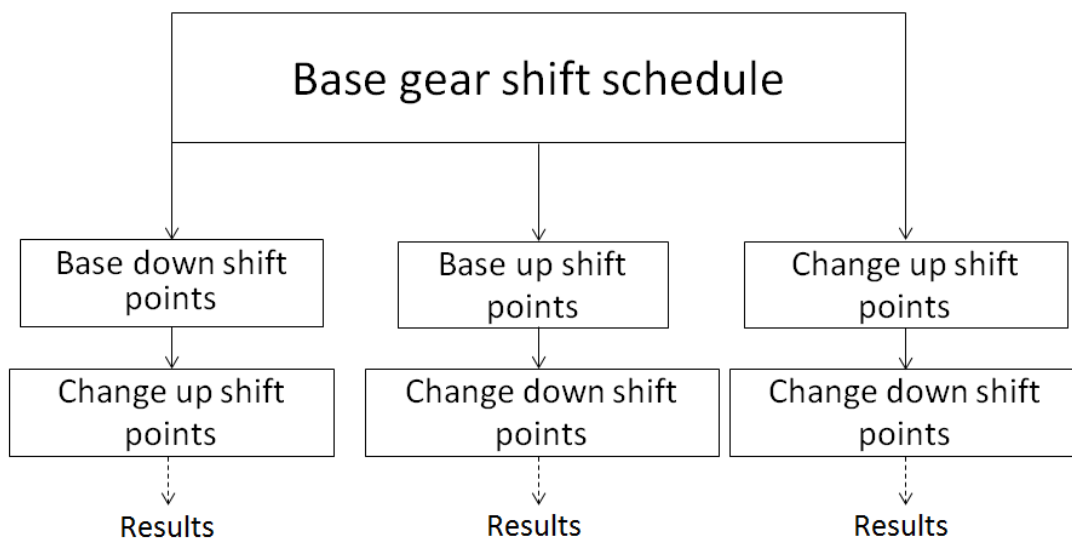 Base gear shift schedule
Base down shift
points
Change up shift
points
Results
Base up shift
points
Change down shift
points
Results
Change up shift
points
Change down shift
points
Results